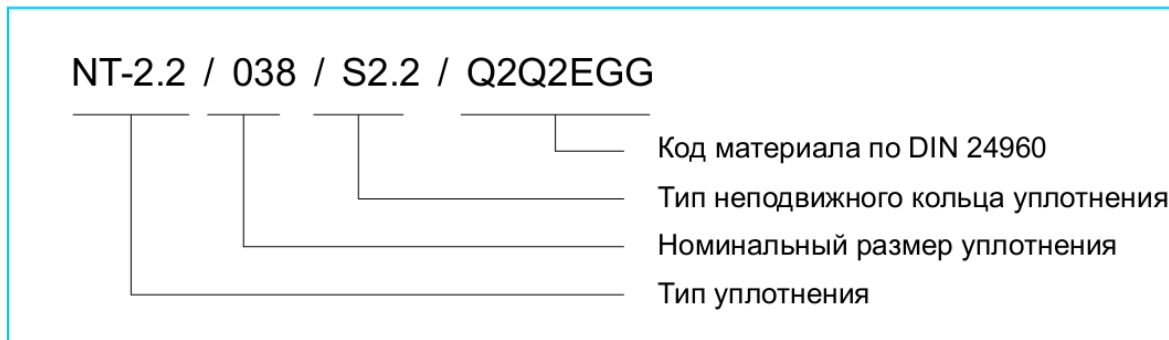 NT-2.2 / 038 / S2.2 / Q2Q2EGG
Код материала по DIN 24960
Тип неподвижного кольца уплотнения
Номинальный размер уплотнения
Тип уплотнения